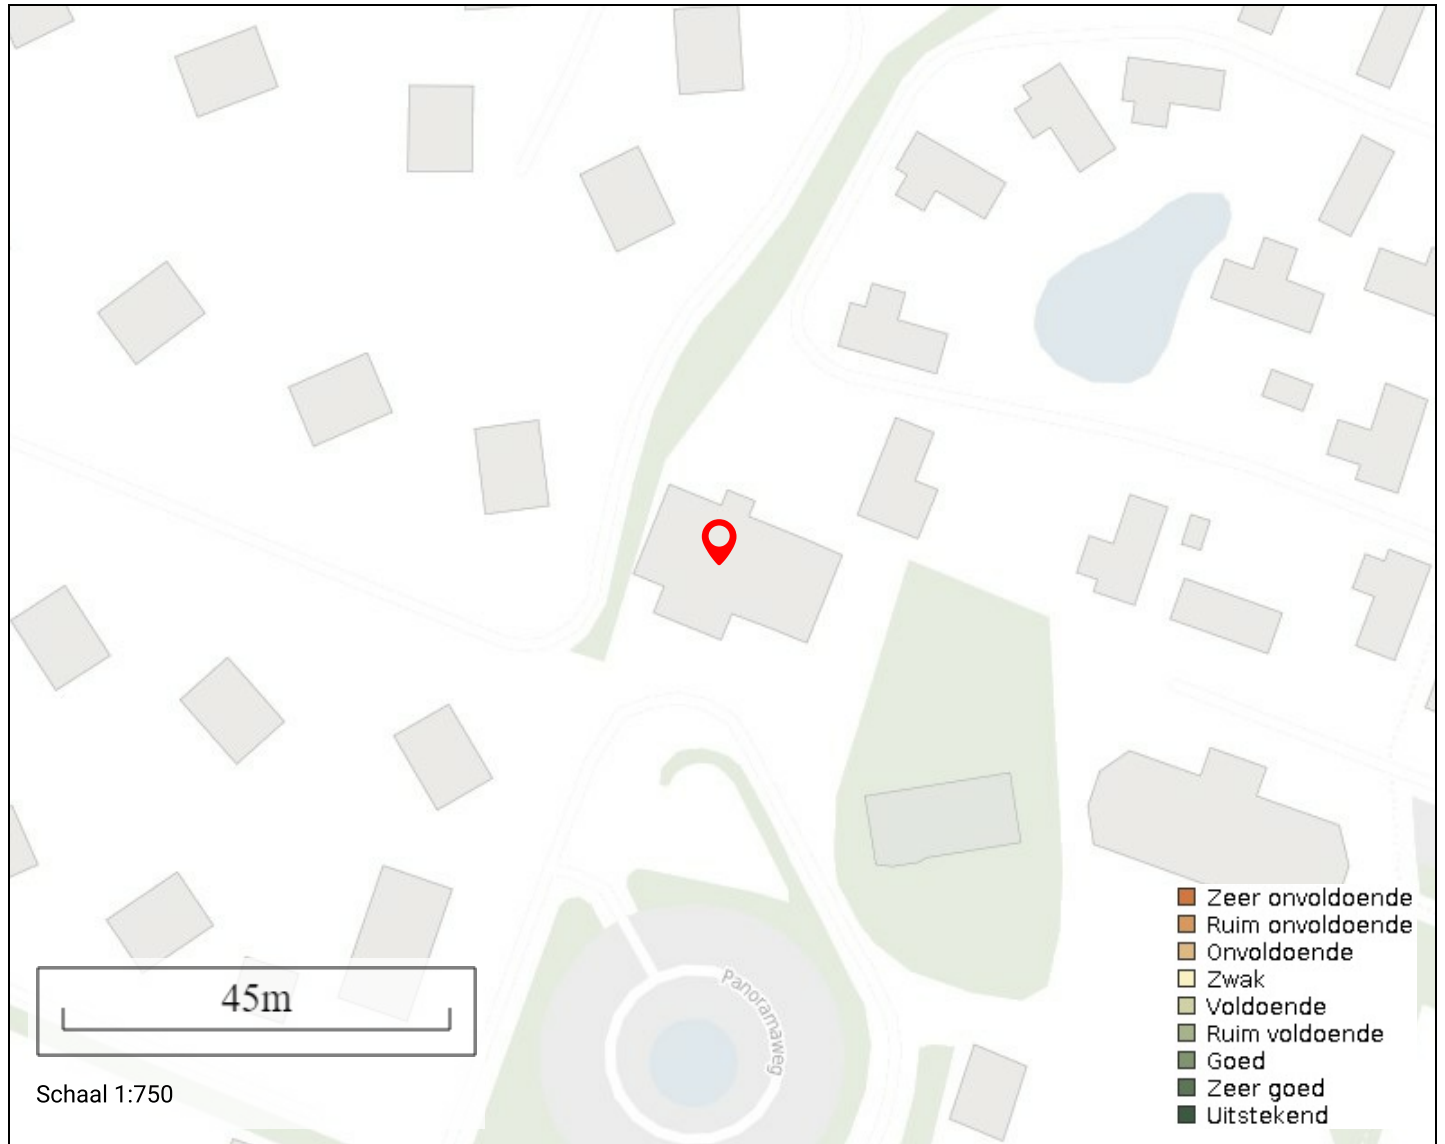 Panoramaweg
45m
Schaal 1:750
Zeer onvoldoende
Ruim onvoldoende
Onvoldoende
Zwak
Voldoende
Ruim voldoende
Goed
Zeer goed
Uitstekend